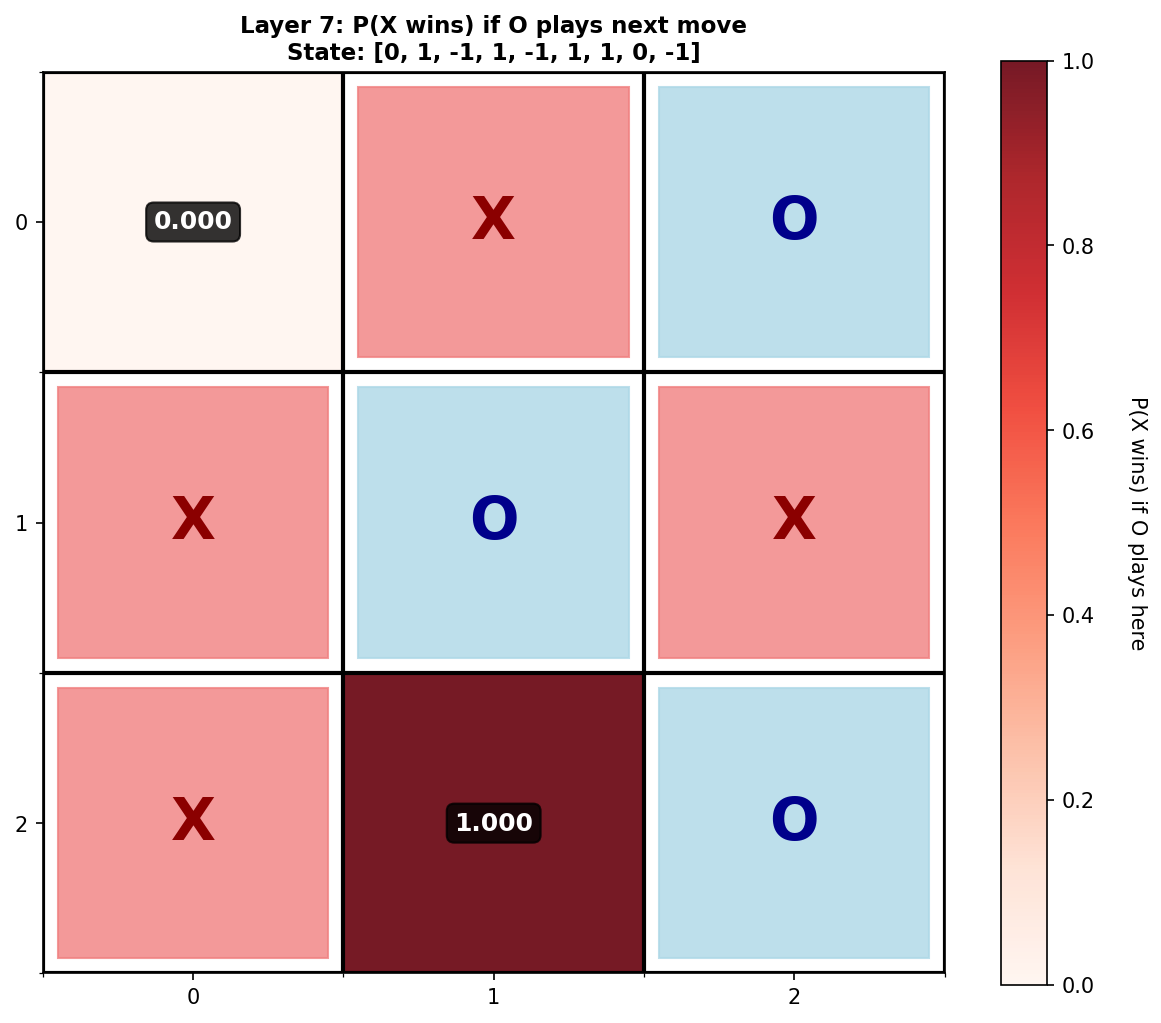 Layer 7: P(X wins) if O plays next move
State: [0, 1, -1, 1, -1, 1, 1, 0, -1]
0
0.000
X
O
1
X
O
X
2
X
1.000
O
0
1
2
1.0
0.8
0.6
0.4
0.2
0.0
P(X wins) if O plays here